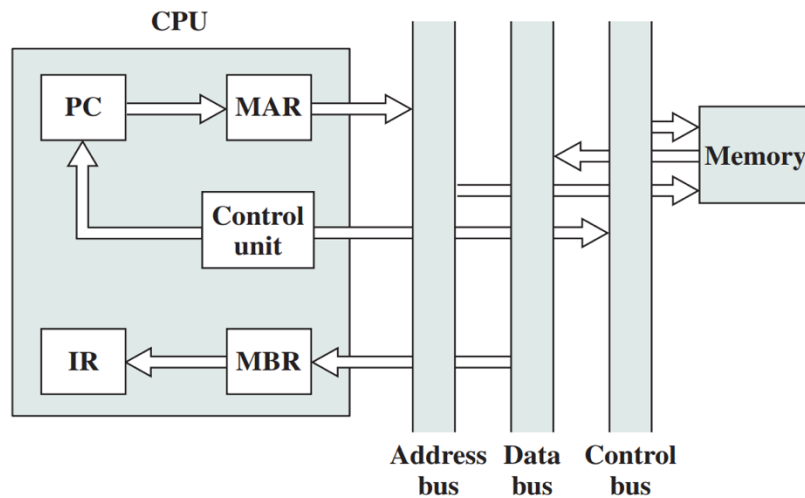 CPU
PC
MAR
Memory
Control
unit
IR
MBR
Address
bus
Data
bus
Control
bus